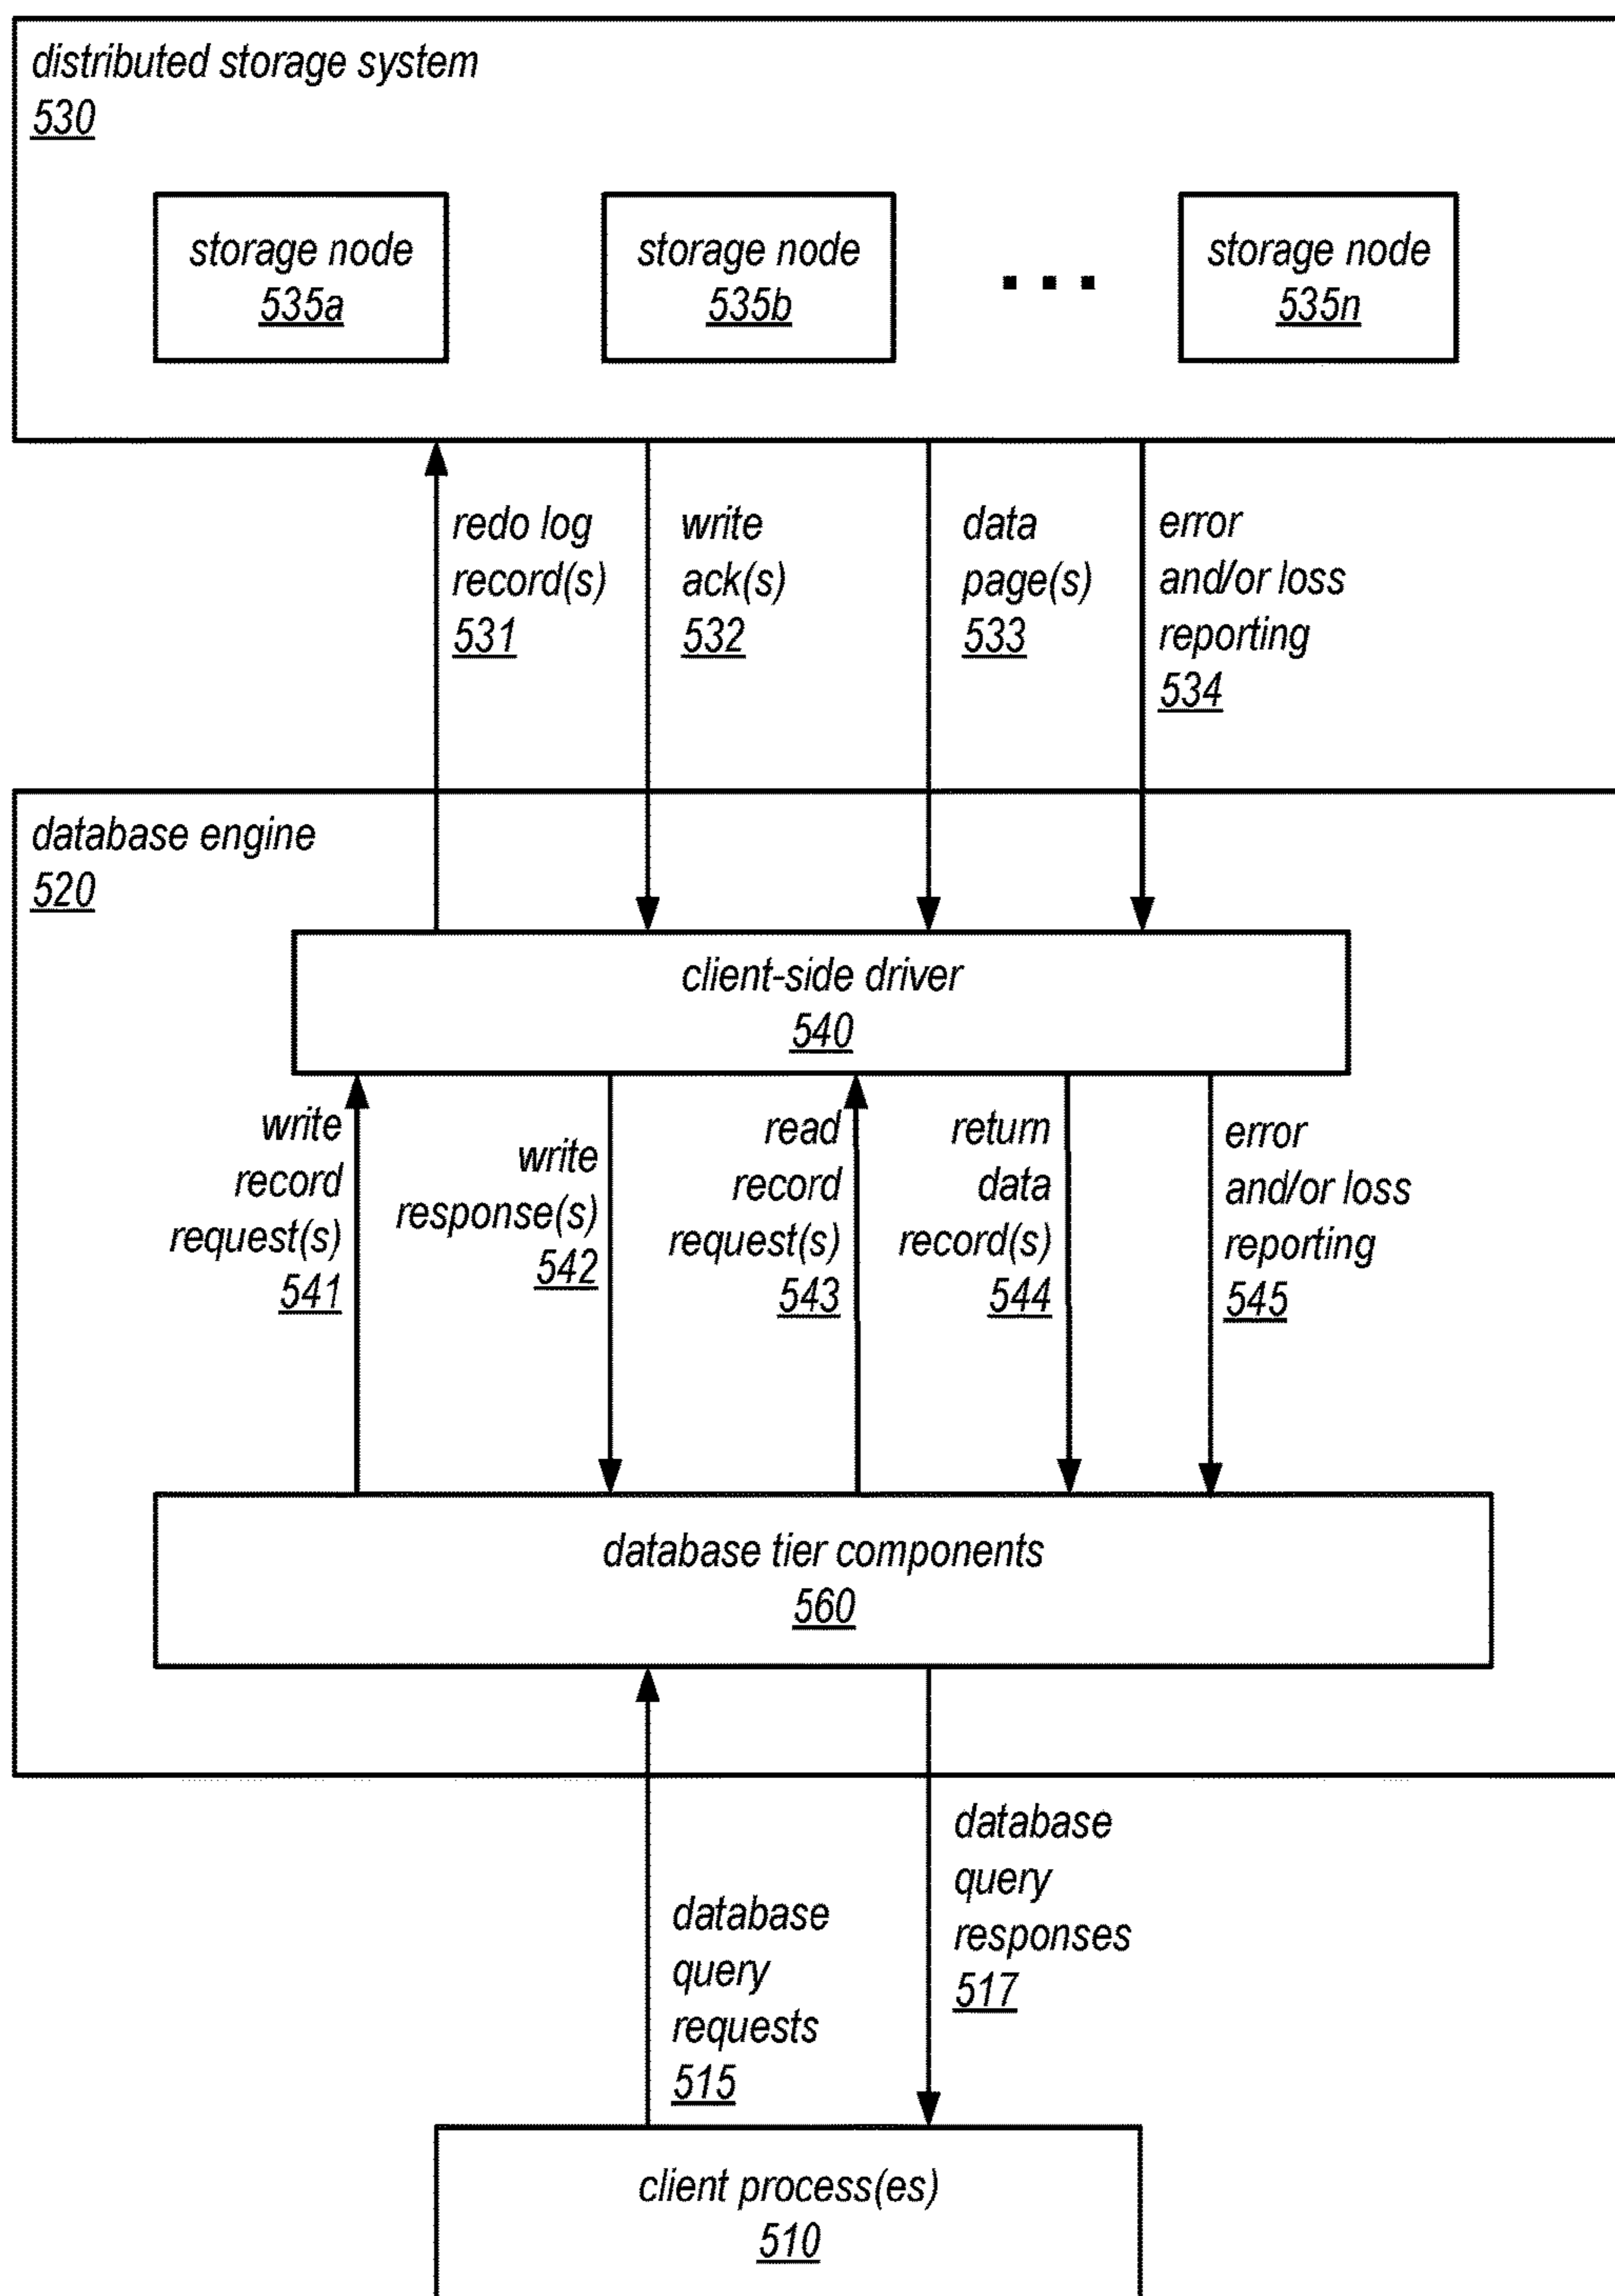 distributed storage system
530
storage node
535a
storage node
535b
storage node
535n
redo log
record(s)
531
write
ack(s)
532
data
page(s)
533
error
and/or loss
reporting
534
database engine
520
client-side driver
540
write
record
request(s)
541
write
response(s)
542
read
record
request(s)
543
return
data
record(s)
544
error
and/or loss
reporting
545
database tier components
560
database
query
requests
515
database
query
responses
517
client process(es)
510